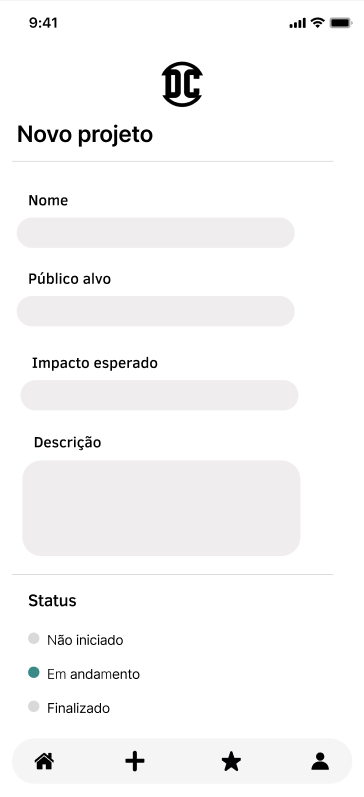 9:41
DC
Novo projeto
Nome
Público alvo
Impacto esperado
Descrição
Status
Não iniciado
Em andamento
Finalizado